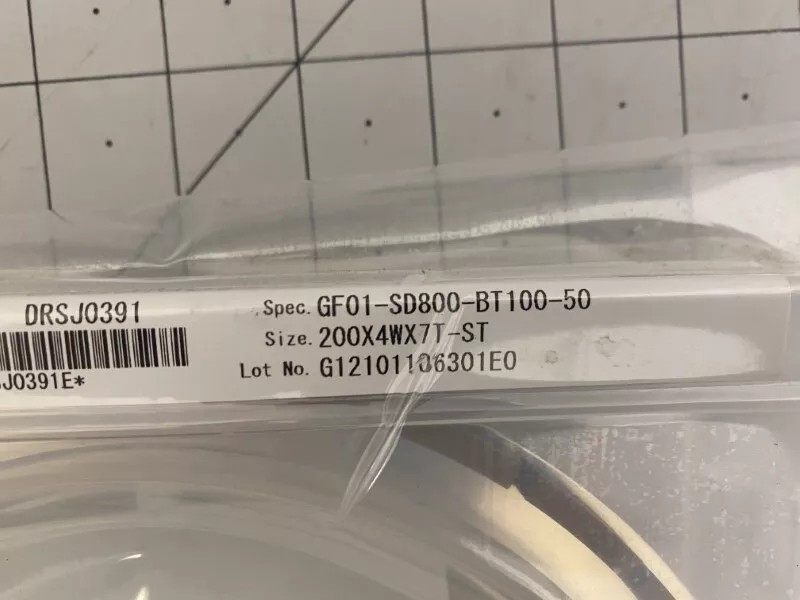 DRSJ0391
J0391E*
Spec. GF01-SD800-BT100-50
Size. 200X4WX7T-ST
Lot No. G12101106301E0